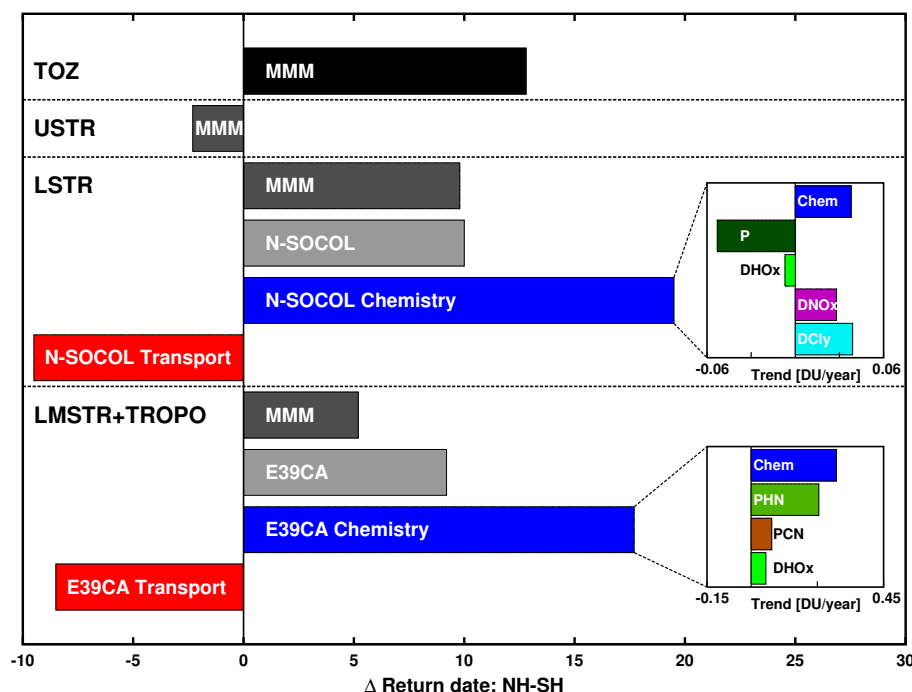 TOZ
MMM
USTR
MMM
LSTR
MMM
N-SOCOL
N-SOCOL Chemistry
N-SOCOL Transport
Chem
P
DHOx
DNOx
DCly
-0.06 0.06
Trend [DU/year]
LMSTR+TROPO
MMM
E39CA
E39CA Chemistry
E39CA Transport
Chem
PHN
PCN
DHOx
-0.15 0.45
Trend [DU/year]
-10 -5 0 5 10 15 20 25 30
Δ Return date: NH-SH